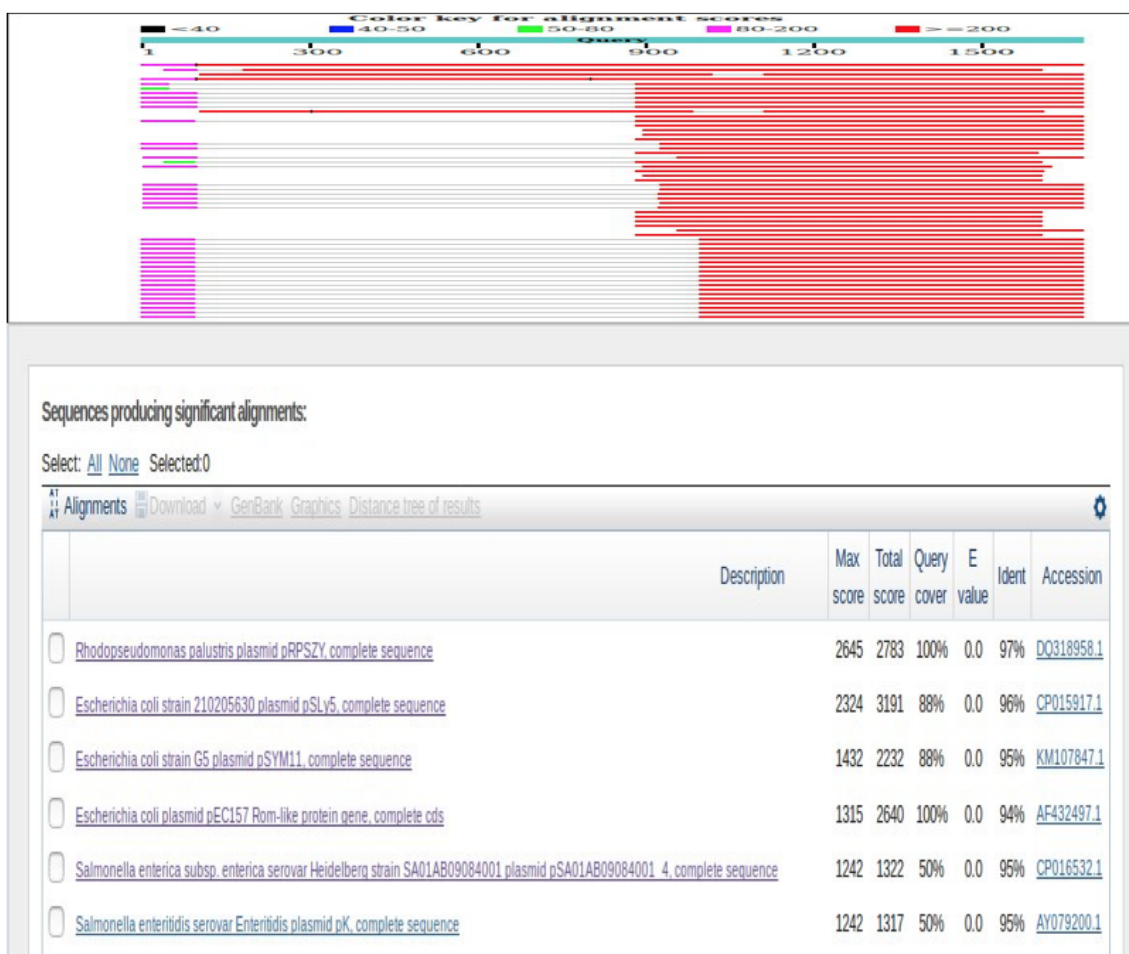 Color key for alignment scores
<40 40-50 50-80 80-200 >=200
Query
1 300 600 900 1200 1500
Sequences producing significant alignments:
Select: All None Selected:0
AT AT Alignments Download GenBank Graphics Distance tree of results
Description Max score Total score Query cover E value Ident Accession
Rhodopseudomonas palustris plasmid pRPSZY, complete sequence 2645 2783 100% 0.0 97% DQ318958.1
Escherichia coli strain 210205630 plasmid pSLy5, complete sequence 2324 3191 88% 0.0 96% CP015917.1
Escherichia coli strain G5 plasmid pSYM11, complete sequence 1432 2232 88% 0.0 95% KM107847.1
Escherichia coli plasmid pEC157 Rom-like protein gene, complete cds 1315 2640 100% 0.0 94% AF432497.1
Salmonella enterica subsp. enterica serovar Heidelberg strain SA01AB09084001 plasmid pSA01AB09084001_4, complete sequence 1242 1322 50% 0.0 95% CP016532.1
Salmonella enteritidis serovar Enteritidis plasmid pK, complete sequence 1242 1317 50% 0.0 95% AY079200.1